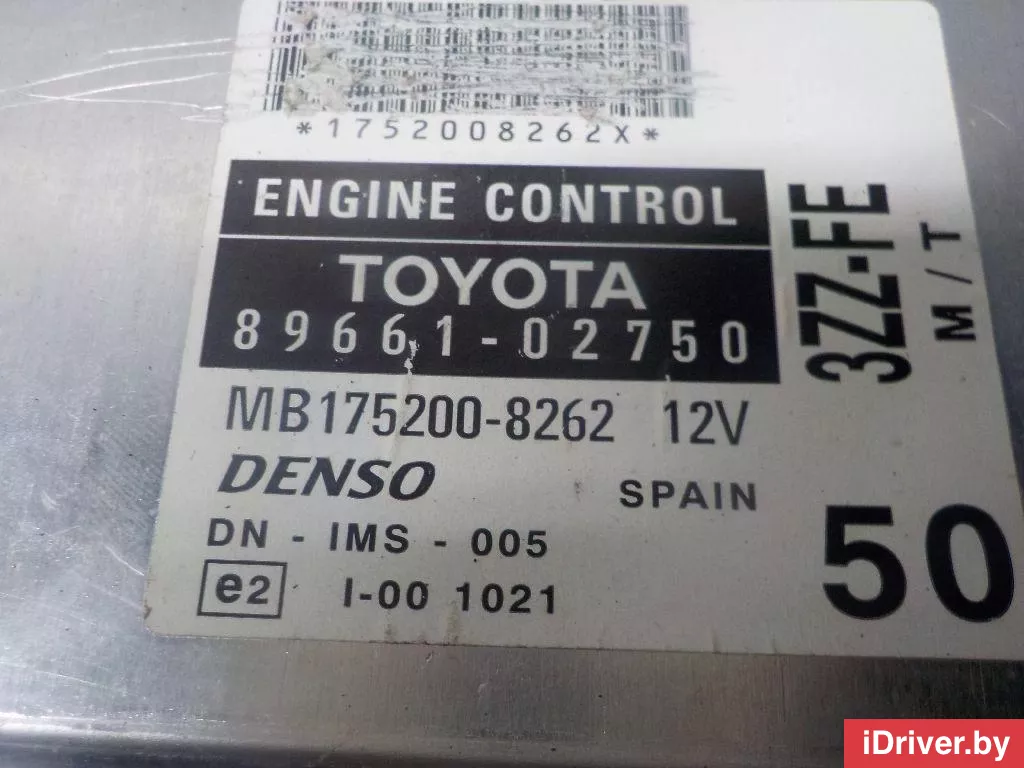 *1752008262X*
ENGINE CONTROL
TOYOTA
89661-02750
3ZZ-FE
M/T
MB175200-8262 12V
DENSO
SPAIN
DN - IMS - 005
50
e2 I-00 1021
iDriver.by